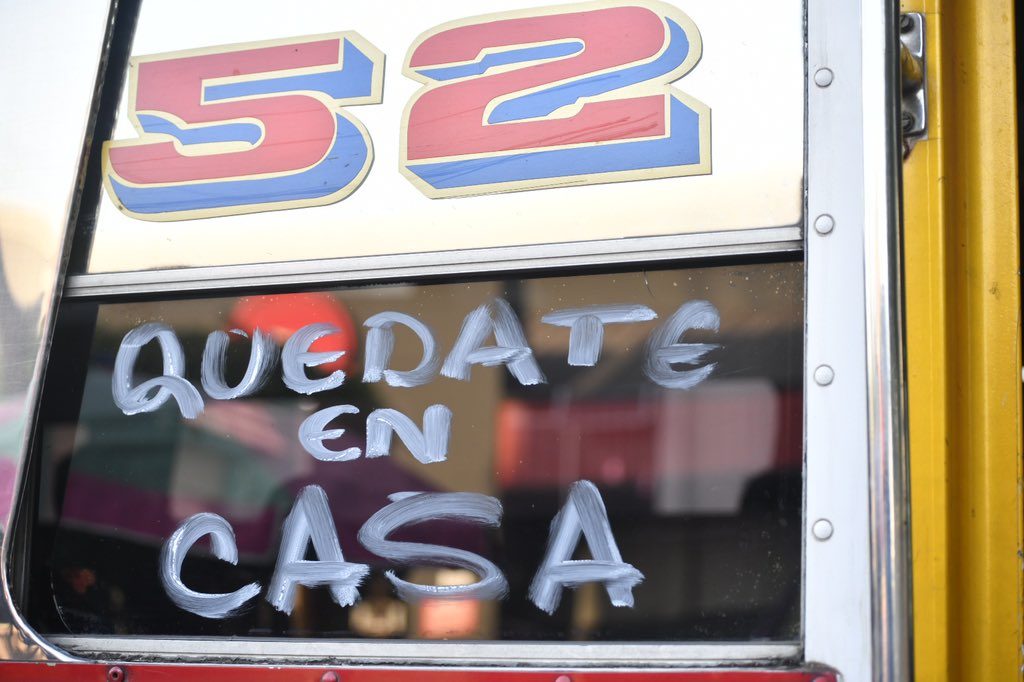 52
QUEDATE
EN
CASA